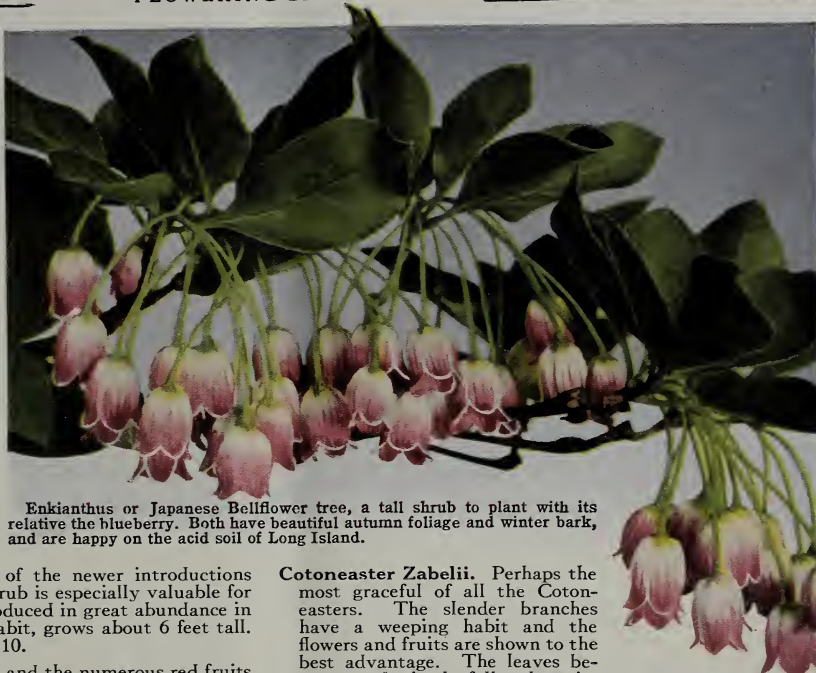 Enkianthus or Japanese Bellflower tree, a tall shrub to plant with its
relative the blueberry. Both have beautiful autumn foliage and winter bark,
and are happy on the acid soil of Long Island.
of the newer introductions
rub is especially valuable for
oduced in great abundance in
abit, grows about 6 feet tall.
10.
and the numerous red fruits
Cotoneaster Zabelii. Perhaps the
most graceful of all the Coton-
easters. The slender branches
have a weeping habit and the
flowers and fruits are shown to the
best advantage. The leaves be-